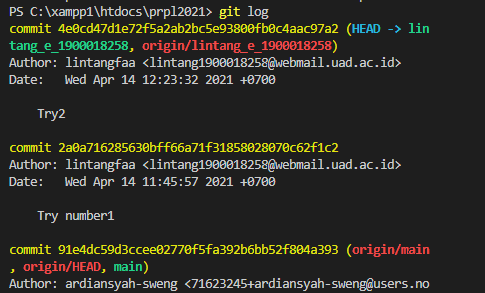 PS C:\xampp1\htdocs\prpl2021> git log
commit 4e0cd47d1e72f5a2ab2bc5e93800fb0c4aac97a2 (HEAD -> lin
tang_e_1900018258, origin/lintang_e_1900018258)
Author: lintangfaa <lintang1900018258@webmail.uad.ac.id>
Date:   Wed Apr 14 12:23:32 2021 +0700
    Try2
commit 2a0a716285630bff66a71f31858028070c62f1c2
Author: lintangfaa <lintang1900018258@webmail.uad.ac.id>
Date:   Wed Apr 14 11:45:57 2021 +0700
    Try number1
commit 91e4dc59d3ccee02770f5fa392b6bb52f804a393 (origin/main
, origin/HEAD, main)
Author: ardiansyah-sweng <71623245+ardiansyah-sweng@users.no